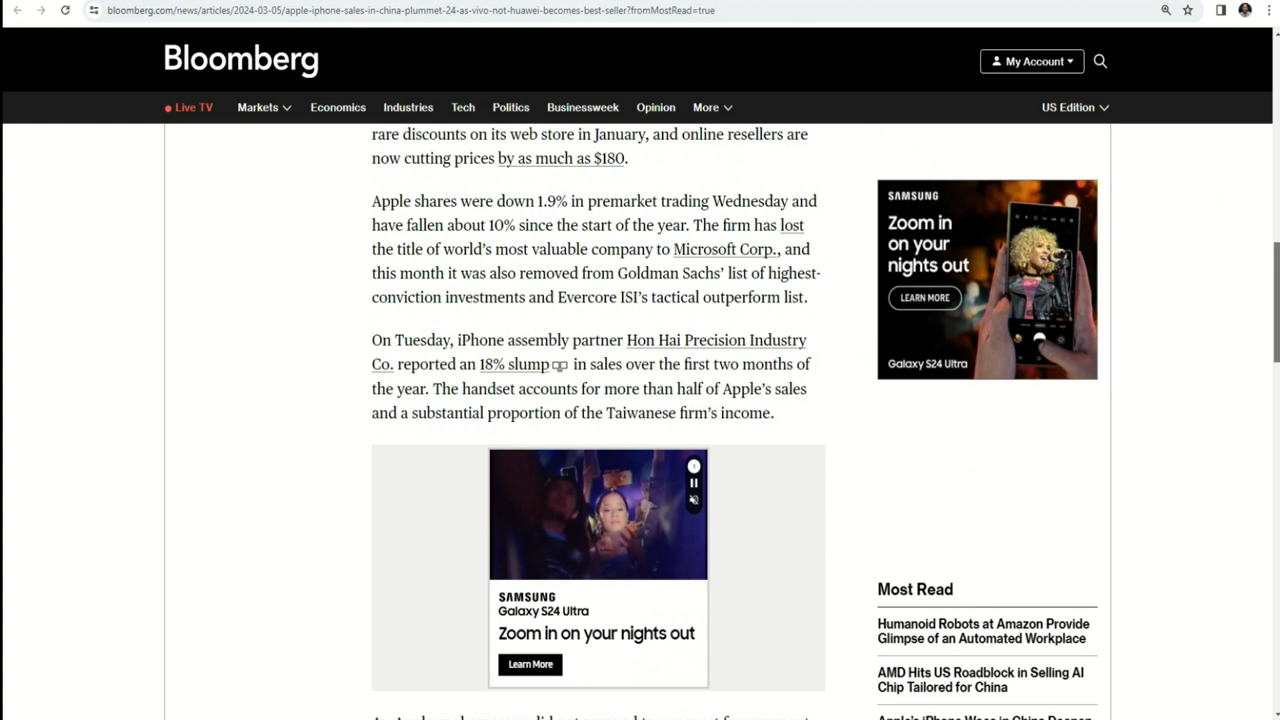 bloomberg.com/news/articles/2024-03-05/apple-iphone-sales-in-china-plummet-24-as-vivo-not-huawei-becomes-best-seller?fromMostRead=true
Bloomberg
My Account
Live TV
Markets
Economics
Industries
Tech
Politics
Businessweek
Opinion
More
US Edition
rare discounts on its web store in January, and online resellers are
now cutting prices by as much as $180.
Apple shares were down 1.9% in premarket trading Wednesday and
have fallen about 10% since the start of the year. The firm has lost
the title of world’s most valuable company to Microsoft Corp., and
this month it was also removed from Goldman Sachs’ list of highest-
conviction investments and Evercore ISI’s tactical outperform list.
On Tuesday, iPhone assembly partner Hon Hai Precision Industry
Co. reported an 18% slump in sales over the first two months of
the year. The handset accounts for more than half of Apple’s sales
and a substantial proportion of the Taiwanese firm’s income.
SAMSUNG
Galaxy S24 Ultra
Zoom in on your nights out
Learn More
SAMSUNG
Zoom in
on your
nights out
LEARN MORE
Galaxy S24 Ultra
Most Read
Humanoid Robots at Amazon Provide
Glimpse of an Automated Workplace
AMD Hits US Roadblock in Selling AI
Chip Tailored for China
Apple’s iPhone Woes in China Deepen